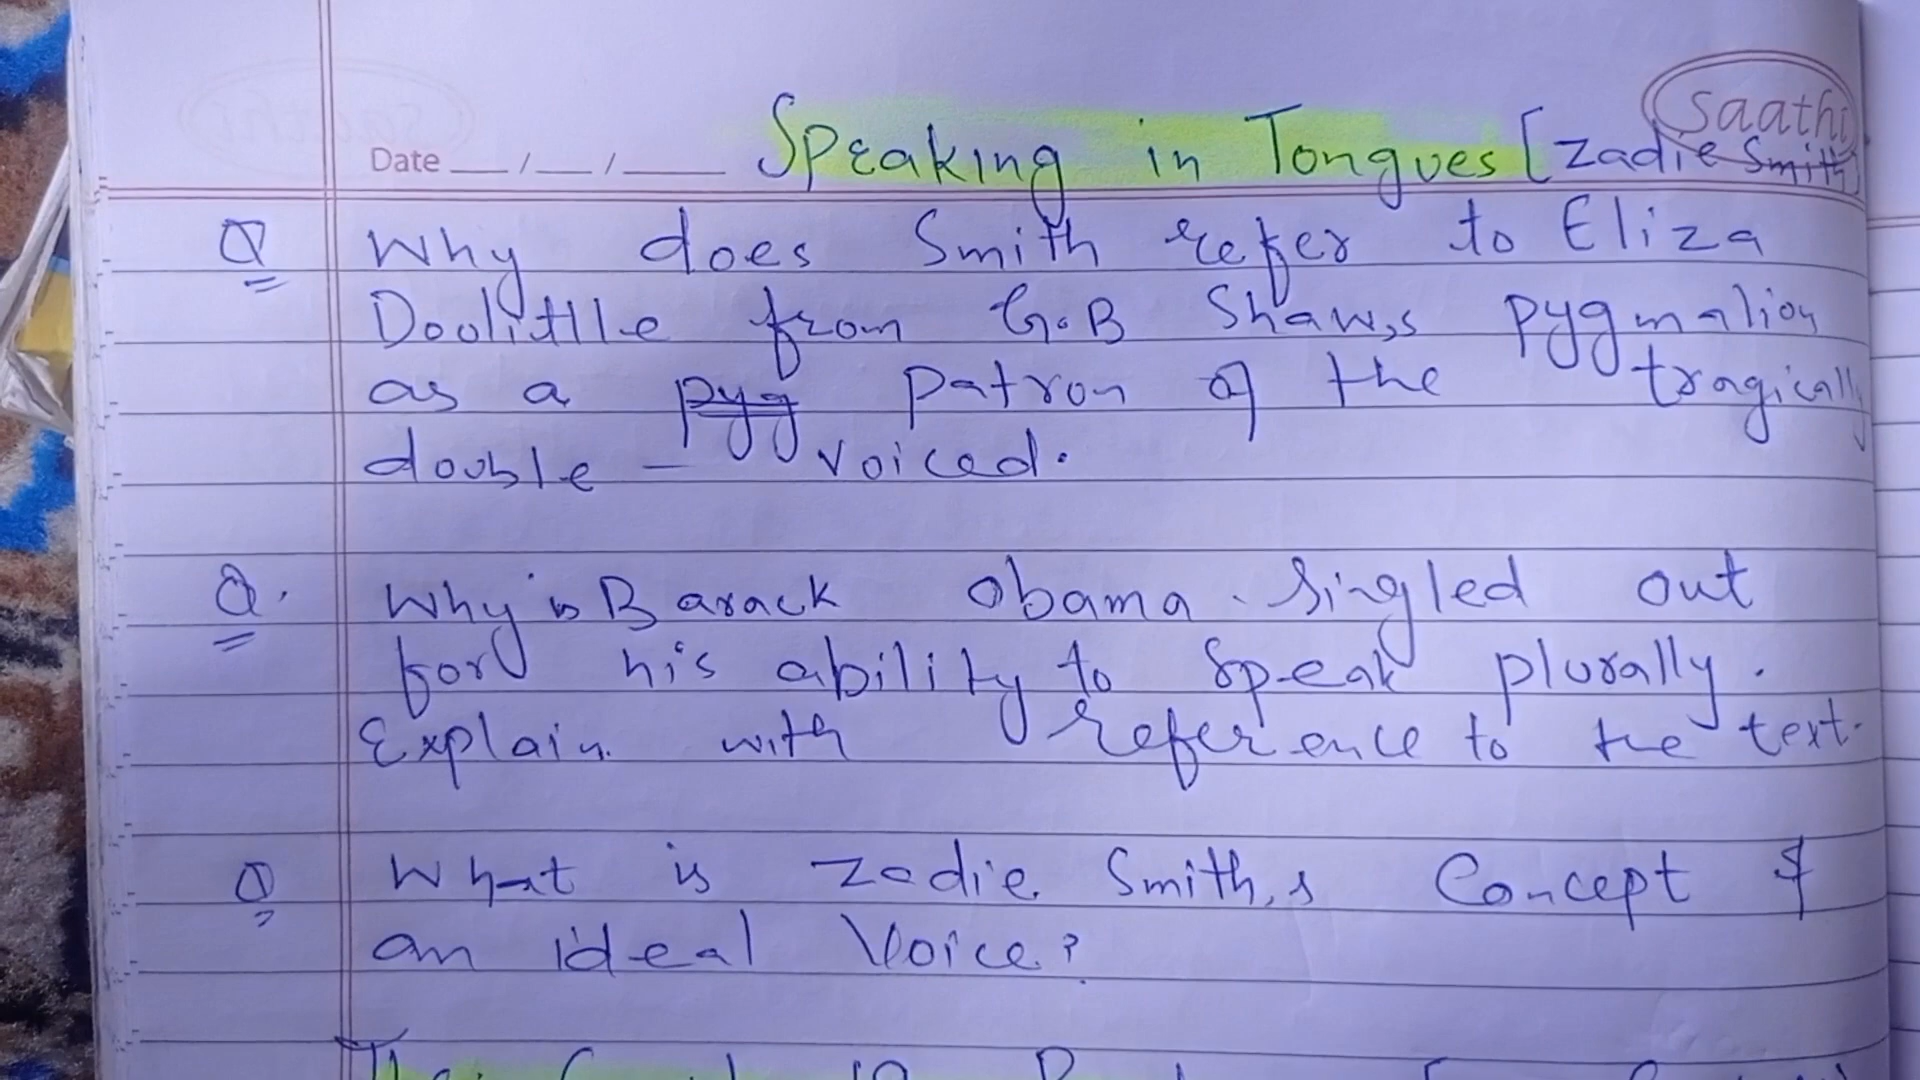 saathi
Date __/__/____ Speaking in Tongues [Zadie Smith]
Q Why does Smith refer to Eliza
Doolittle from G.B Shaw,s pygmalion
as a pyg patron of the tragically
double - voiced.
Q. Why is Barack Obama singled out
for his ability to speak plurally.
Explain with reference to the text.
Q What is Zadie Smith,s Concept of
an ideal Voice?